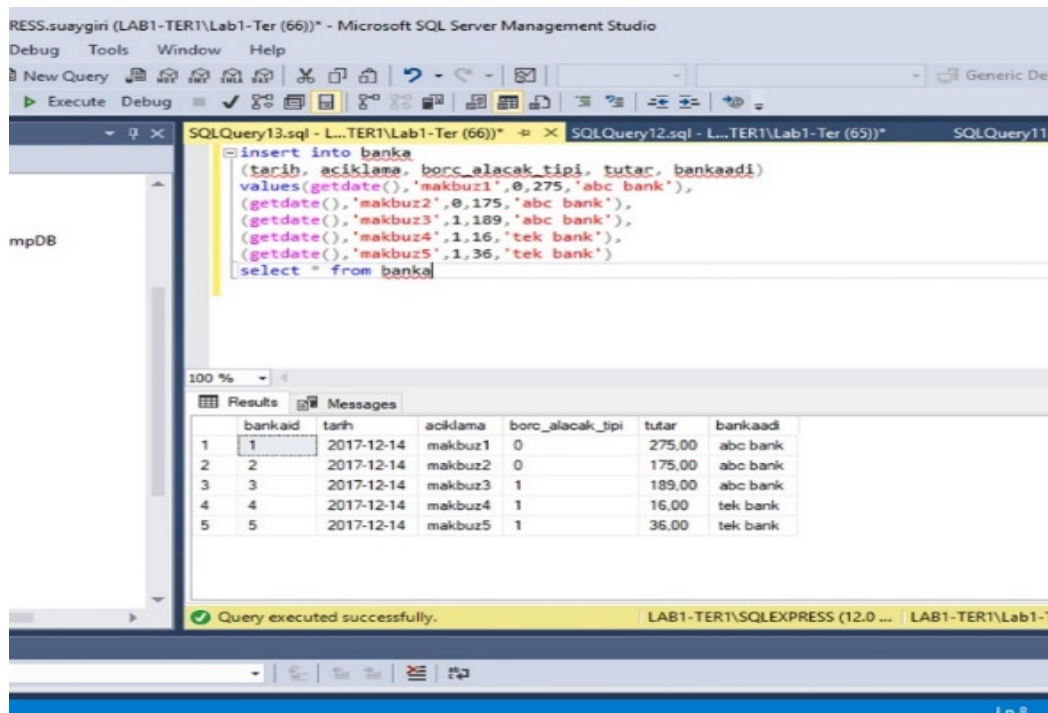 RESS.suaygiri (LAB1-TER1\Lab1-Ter (66))* - Microsoft SQL Server Management Studio
Debug Tools Window Help
New Query Generic De
Execute Debug
SQLQuery13.sql - L...TER1\Lab1-Ter (66))* SQLQuery12.sql - L...TER1\Lab1-Ter (65))* SQLQuery11
insert into banka
(tarih, aciklama, borc_alacak_tipi, tutar, bankaadi)
values(getdate(),'makbuz1',0,275,'abc bank'),
(getdate(),'makbuz2',0,175,'abc bank'),
(getdate(),'makbuz3',1,189,'abc bank'),
(getdate(),'makbuz4',1,16,'tek bank'),
(getdate(),'makbuz5',1,36,'tek bank')
select * from banka
mpDB
100 %
Results Messages
bankaid tarih aciklama borc_alacak_tipi tutar bankaadi
1 1 2017-12-14 makbuz1 0 275,00 abc bank
2 2 2017-12-14 makbuz2 0 175,00 abc bank
3 3 2017-12-14 makbuz3 1 189,00 abc bank
4 4 2017-12-14 makbuz4 1 16,00 tek bank
5 5 2017-12-14 makbuz5 1 36,00 tek bank
Query executed successfully. LAB1-TER1\SQLEXPRESS (12.0 ... LAB1-TER1\Lab1-
Ln 8